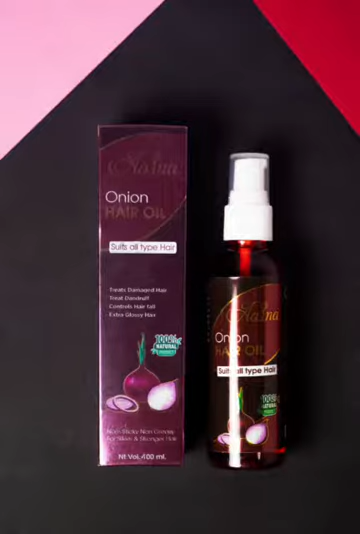 Onion
HAIR OIL
Suits all type Hair
Treats Damaged Hair
Treat Dandruff
Controls Hair fall
Extra Glossy Hair
100%
NATURAL
Non Sticky Non Greasy
For Silkie & Stronger Hair
Nt Vol. 100 ml.
Onion
HAIR OIL
Suits all type Hair
100%
NATURAL